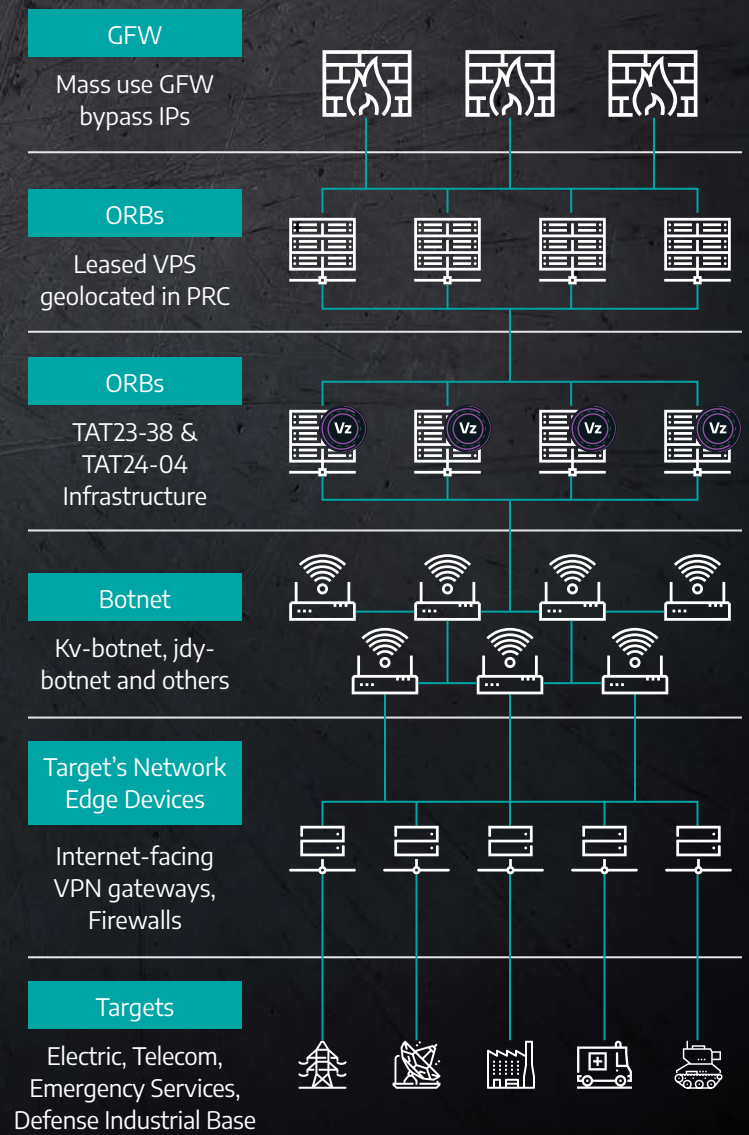 GFW
Mass use GFW
bypass IPs
ORBs
Leased VPS
geolocated in PRC
ORBs
TAT23-38 &
TAT24-04
Infrastructure
Vz
Vz
Vz
Vz
Botnet
Kv-botnet, jdy-
botnet and others
Target's Network
Edge Devices
Internet-facing
VPN gateways,
Firewalls
Targets
Electric, Telecom,
Emergency Services,
Defense Industrial Base